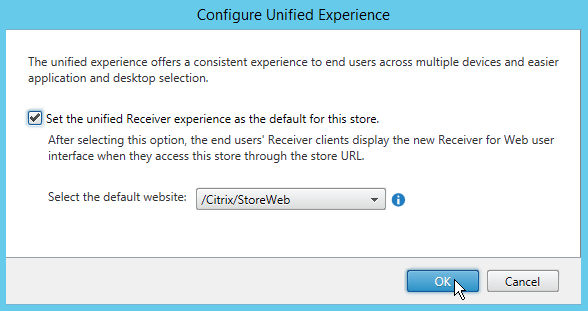 Configure Unified Experience
The unified experience offers a consistent experience to end users across multiple devices and easier
application and desktop selection.
Set the unified Receiver experience as the default for this store.
After selecting this option, the end users' Receiver clients display the new Receiver for Web user
interface when they access this store through the store URL.
Select the default website: /Citrix/StoreWeb
OK Cancel